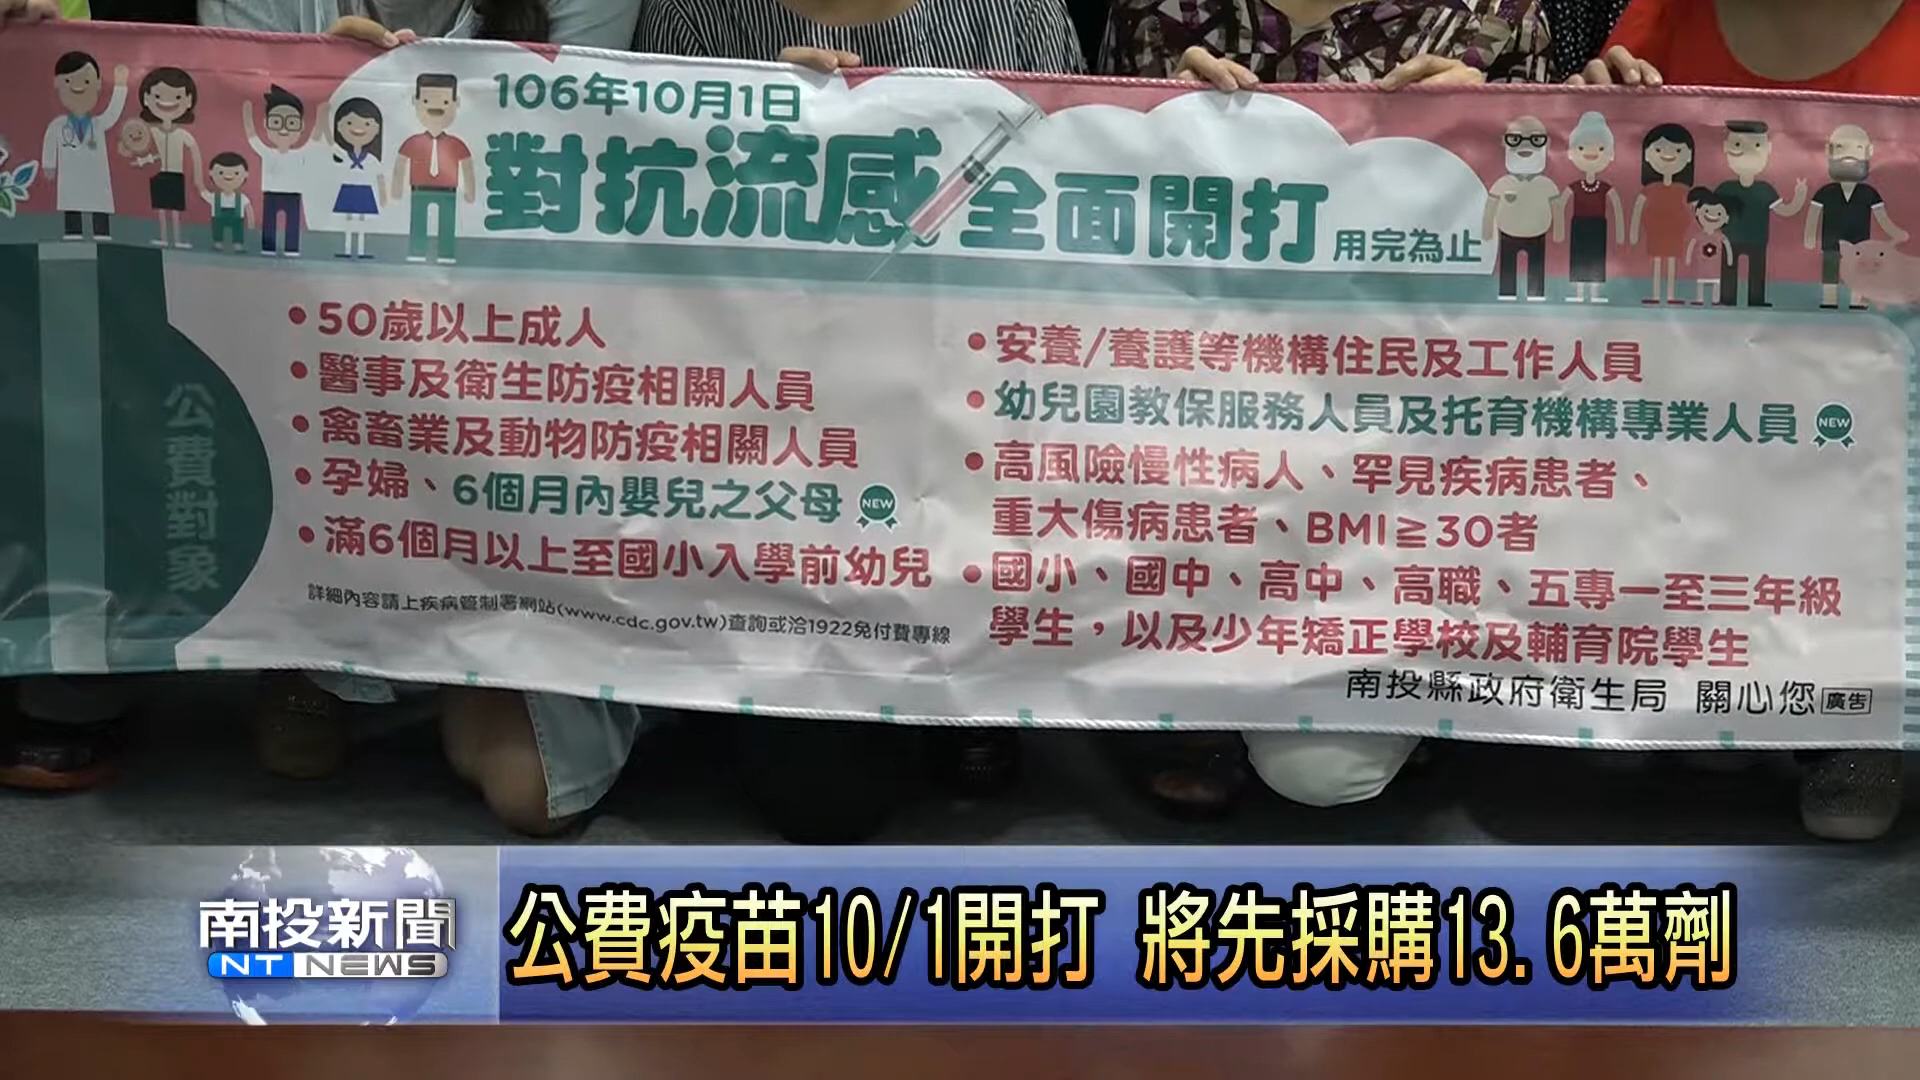 106年10月1日
對抗流感 全面開打 用完為止
公費對象
• 50歲以上成人
• 醫事及衛生防疫相關人員
• 禽畜業及動物防疫相關人員
• 孕婦、6個月內嬰兒之父母 NEW
• 滿6個月以上至國小入學前幼兒
詳細內容請上疾病管制署網站(www.cdc.gov.tw)查詢或洽1922免付費專線
• 安養/養護等機構住民及工作人員
• 幼兒園教保服務人員及托育機構專業人員 NEW
• 高風險慢性病人、罕見疾病患者、
重大傷病患者、BMI≧30者
• 國小、國中、高中、高職、五專一至三年級
學生，以及少年矯正學校及輔育院學生
南投縣政府衛生局 關心您 廣告
南投新聞
NT NEWS
公費疫苗10/1開打 將先採購13.6萬劑